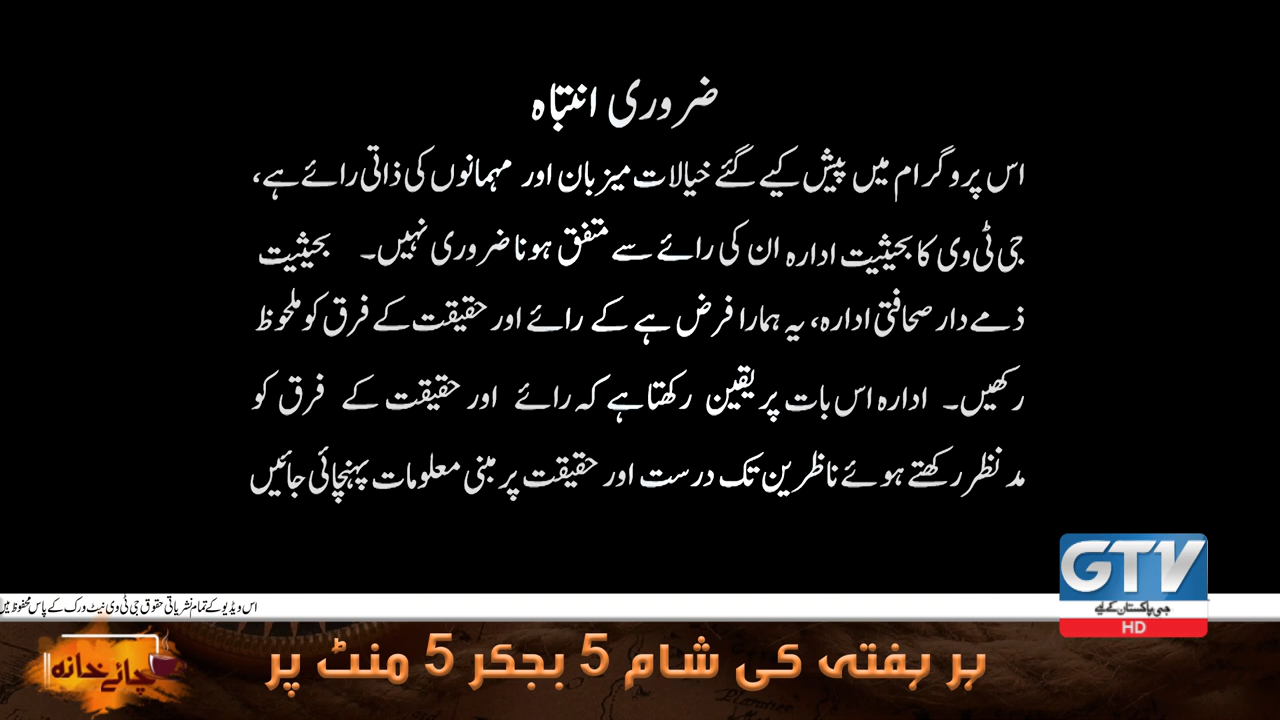 ضروری انتباہ
اس پروگرام میں پیش کیے گئے خیالات میزبان اور مہمانوں کی ذاتی رائے ہے،
جی ٹی وی کا بحیثیت ادارہ ان کی رائے سے متفق ہونا ضروری نہیں۔ بحیثیت
ذمے دار صحافتی ادارہ، یہ ہمارا فرض ہے کے رائے اور حقیقت کے فرق کو ملحوظ
رکھیں۔ ادارہ اس بات پر یقین رکھتا ہے کہ رائے اور حقیقت کے فرق کو
مد نظر رکھتے ہوئے ناظرین تک درست اور حقیقت پر مبنی معلومات پہنچائی جائیں
GTV
جی پاکستان کے لیے
HD
اس ویڈیو کے تمام نشریاتی حقوق جی ٹی وی نیٹ ورک کے پاس محفوظ ہیں
ہر ہفتی کی شام 5 بجکر 5 منٹ پر
چائے خانہ